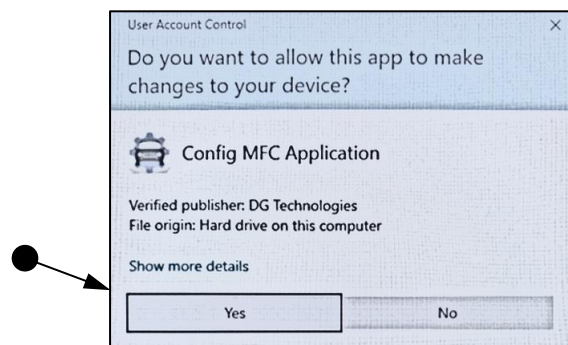 User Account Control
Do you want to allow this app to make
changes to your device?
Config MFC Application
Verified publisher: DG Technologies
File origin: Hard drive on this computer
Show more details
Yes
No